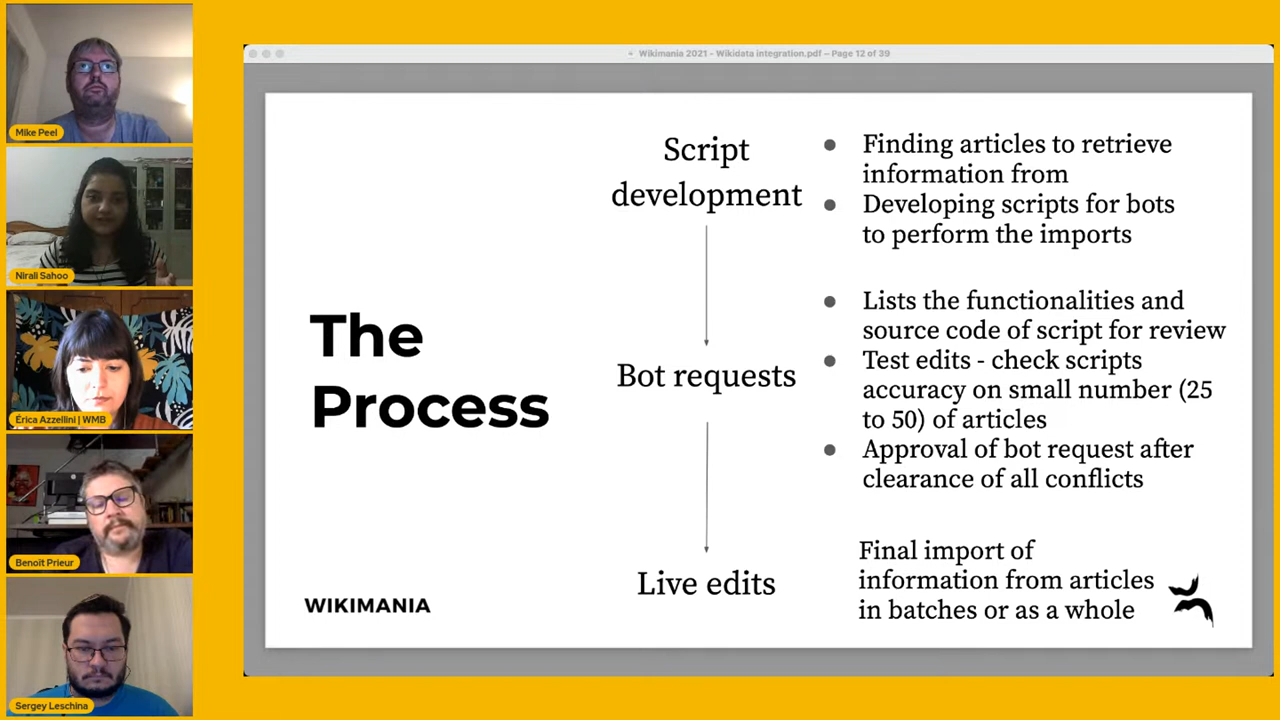 Wikimania 2021 - Wikidata integration.pdf – Page 12 of 39
Mike Peel
Nirali Sahoo
Érica Azzellini | WMB
Benoît Prieur
Sergey Leschina
The
Process
WIKIMANIA
Script
development
Finding articles to retrieve
information from
Developing scripts for bots
to perform the imports
Bot requests
Lists the functionalities and
source code of script for review
Test edits - check scripts
accuracy on small number (25
to 50) of articles
Approval of bot request after
clearance of all conflicts
Live edits
Final import of
information from articles
in batches or as a whole